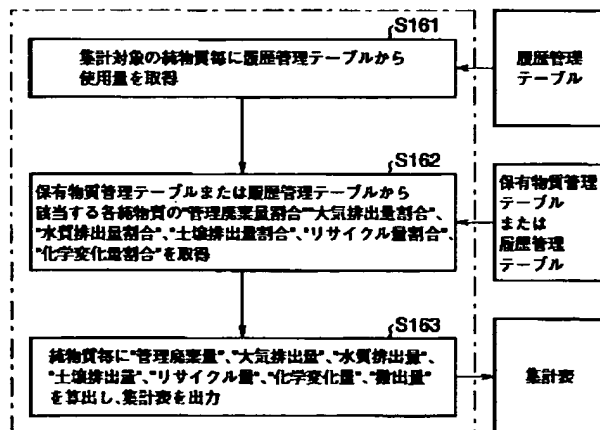 S161
集計対象の純物質毎に履歴管理テーブルから
使用量を取得
履歴管理
テーブル
S162
保有物質管理テーブルまたは履歴管理テーブルから
該当する各純物質の"管理廃棄量割合""大気排出量割合"、
"水質排出量割合"、"土壌排出量割合"、"リサイクル量割合"、
"化学変化量割合"を取得
保有物質管理
テーブル
または
履歴管理
テーブル
S163
純物質毎に"管理廃棄量"、"大気排出量"、"水質排出量"、
"土壌排出量"、"リサイクル量"、"化学変化量"、"搬出量"
を算出し、集計表を出力
集計表